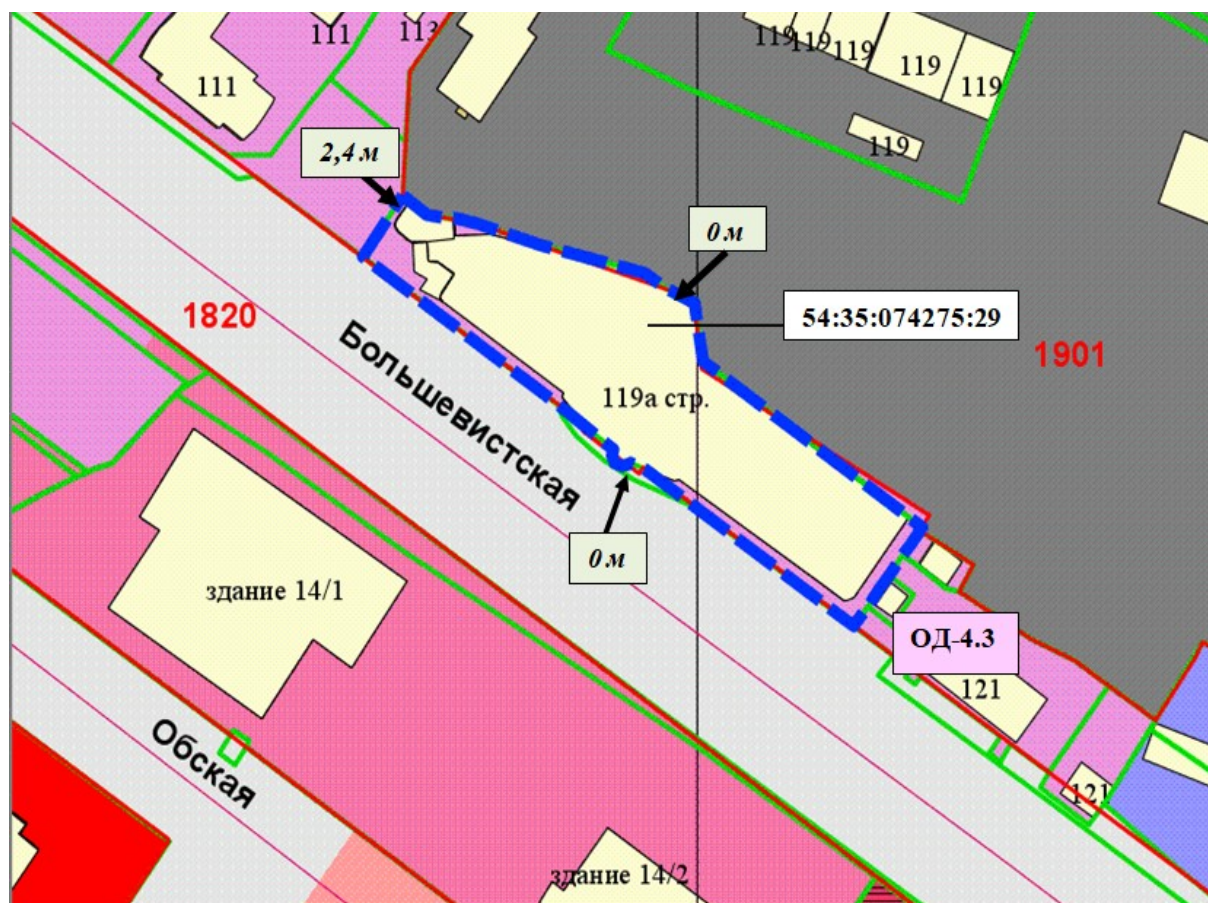 111
113
119
119
119
119
119
111
119
2,4 м
0 м
54:35:074275:29
1820
1901
Большевистская
119а стр.
0 м
здание 14/1
ОД-4.3
121
Обская
121
здание 14/2